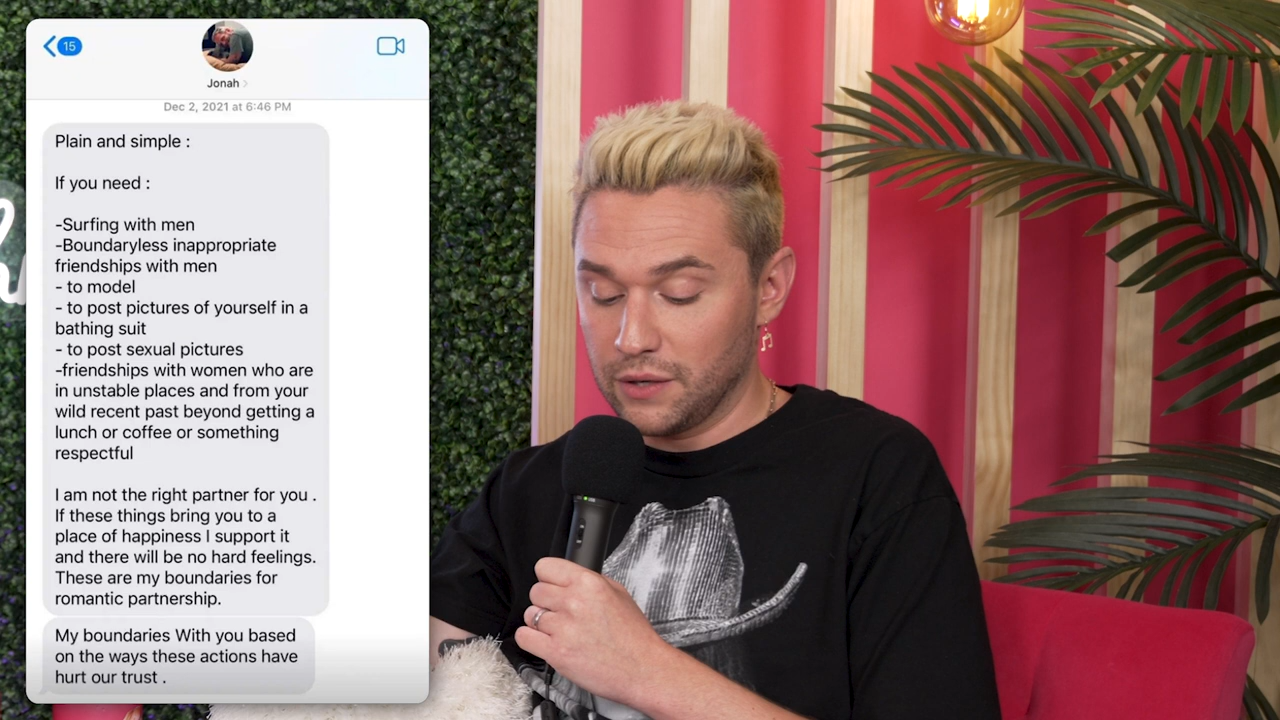 15
Jonah
Dec 2, 2021 at 6:46 PM
Plain and simple :
If you need :
-Surfing with men
-Boundaryless inappropriate
friendships with men
- to model
- to post pictures of yourself in a
bathing suit
- to post sexual pictures
-friendships with women who are
in unstable places and from your
wild recent past beyond getting a
lunch or coffee or something
respectful
I am not the right partner for you .
If these things bring you to a
place of happiness I support it
and there will be no hard feelings.
These are my boundaries for
romantic partnership.
My boundaries With you based
on the ways these actions have
hurt our trust .